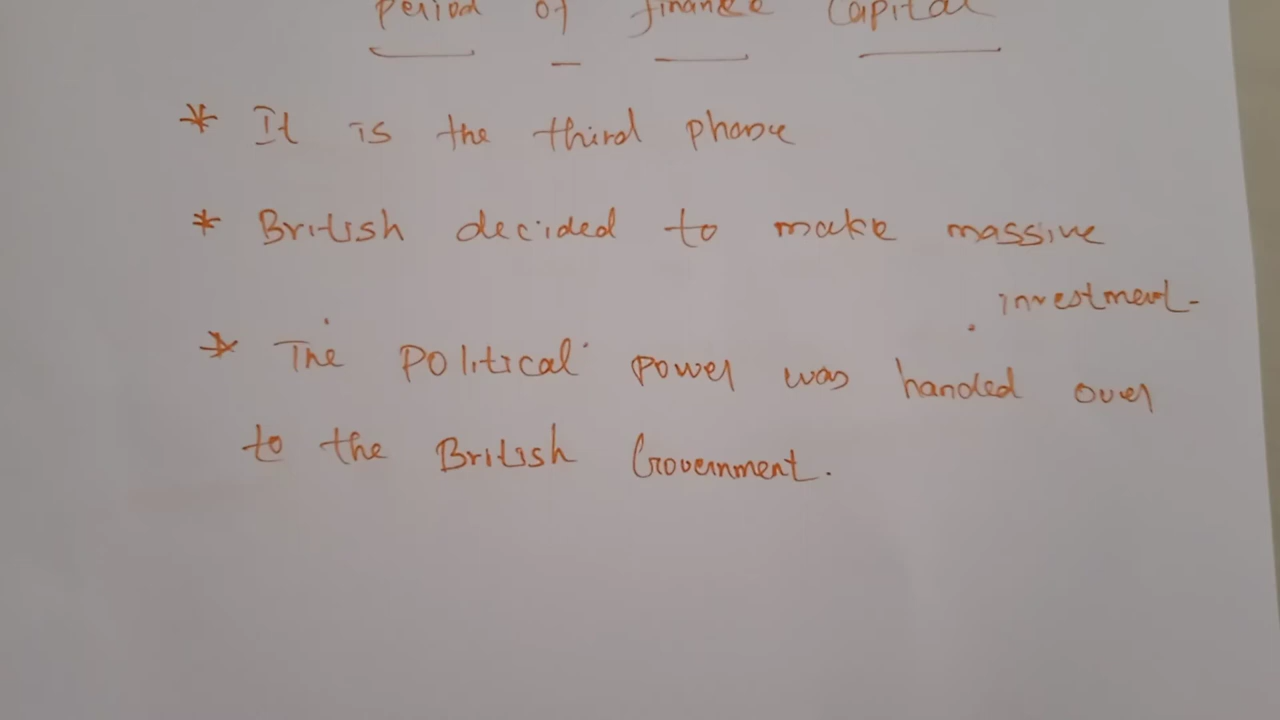 Period of finance Capital
* It is the third phase
* British decided to make massive
investment.
* The Political power was handed over
to the British Government.